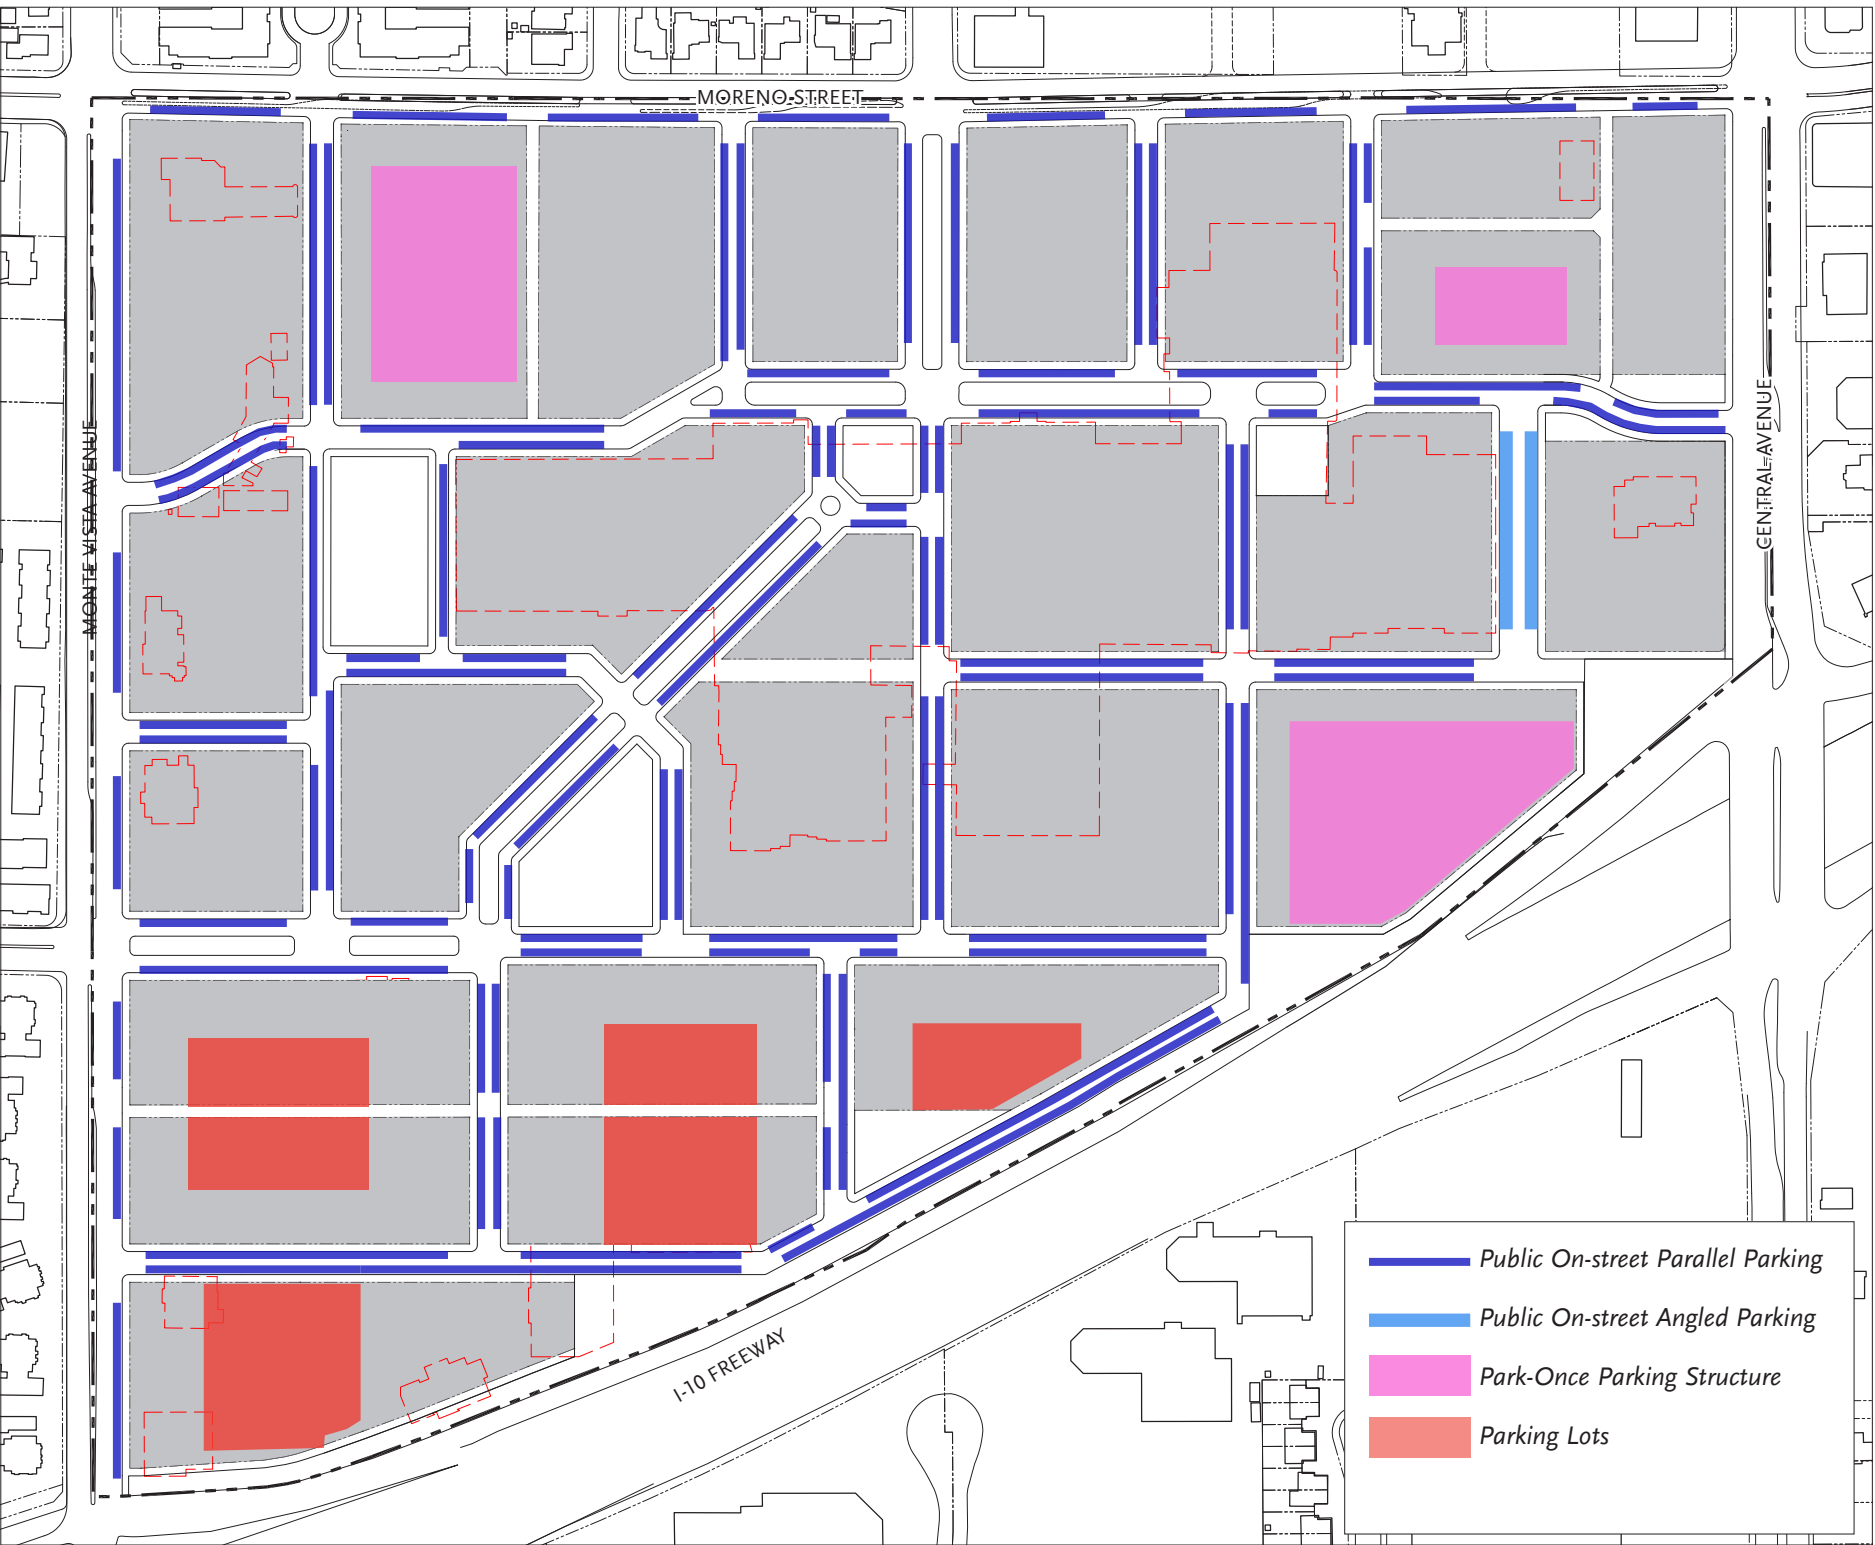 MORENO STREET
MONTE VISTA AVENUE
CENTRAL AVENUE
I-10 FREEWAY
Public On-street Parallel Parking
Public On-street Angled Parking
Park-Once Parking Structure
Parking Lots